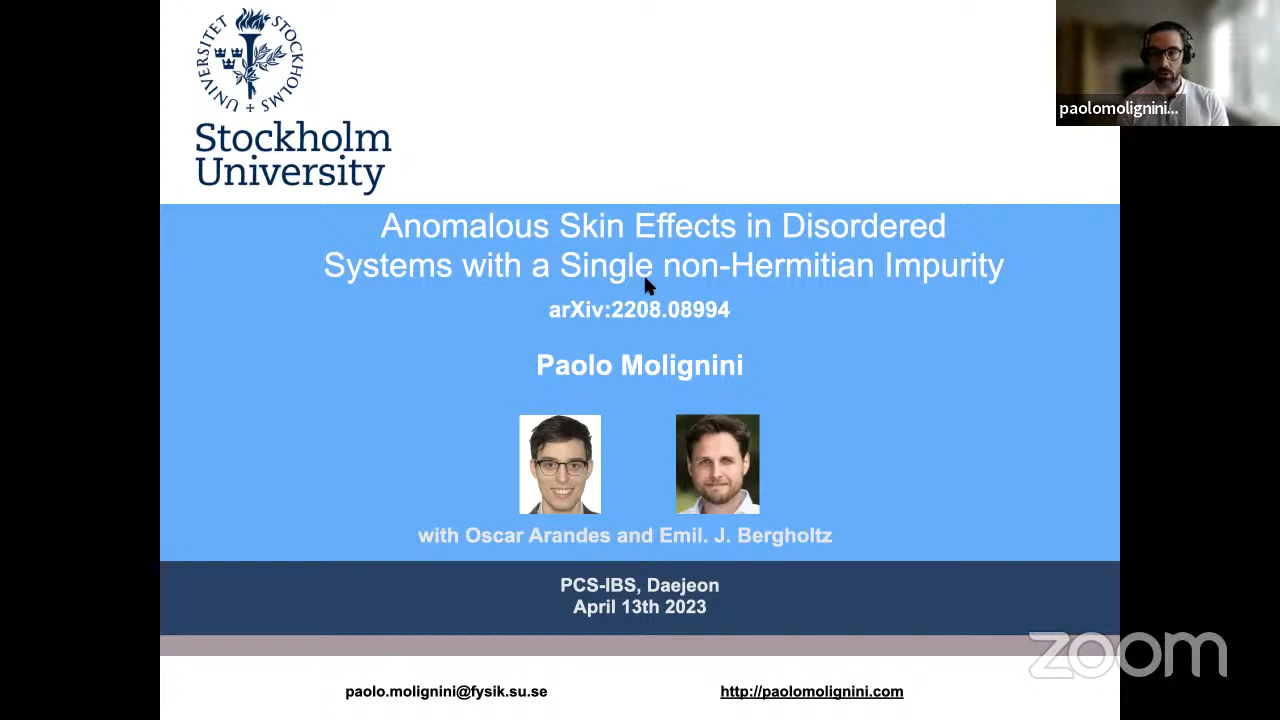 STOCKHOLMS UNIVERSITET
Stockholm
University
paolomolignini...
Anomalous Skin Effects in Disordered
Systems with a Single non-Hermitian Impurity
arXiv:2208.08994
Paolo Molignini
with Oscar Arandes and Emil. J. Bergholtz
PCS-IBS, Daejeon
April 13th 2023
zoom
paolo.molignini@fysik.su.se
http://paolomolignini.com